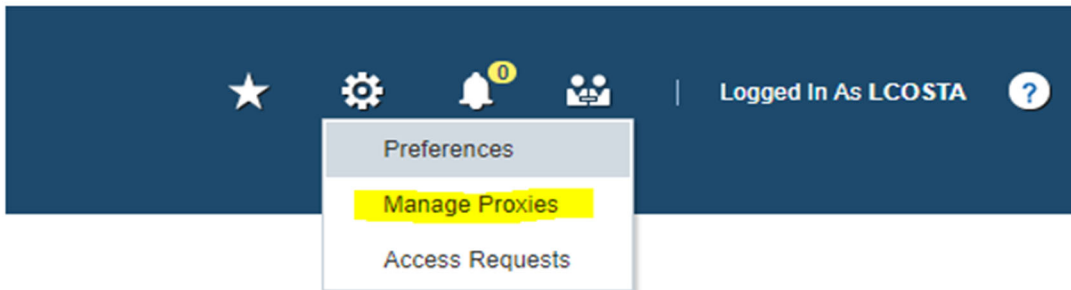 0
Logged In As LCOSTA ?
Preferences
Manage Proxies
Access Requests